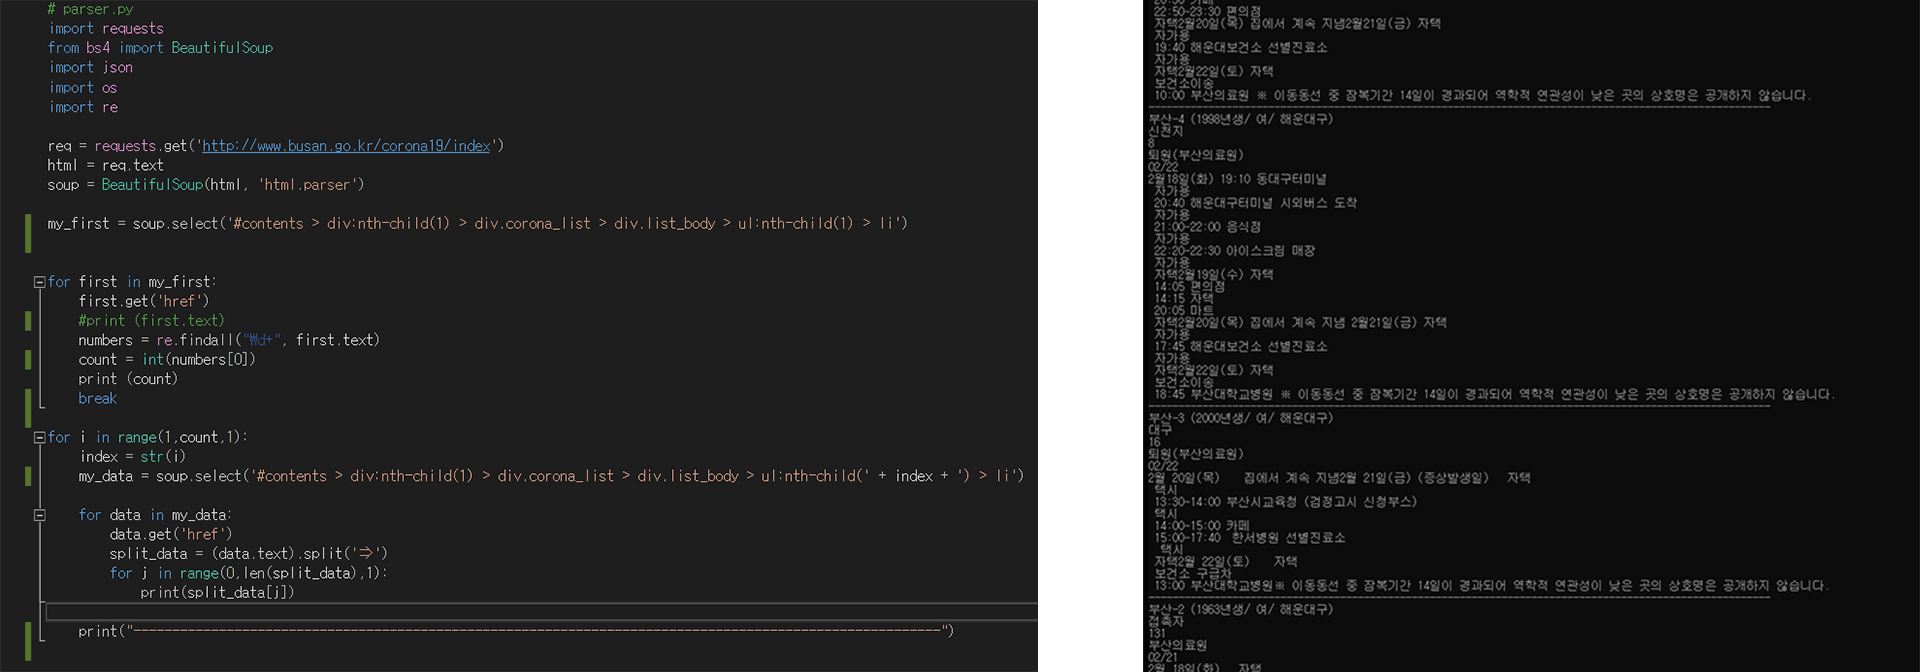 # parser.py
import requests
from bs4 import BeautifulSoup
import json
import os
import re
req = requests.get('http://www.busan.go.kr/corona19/index')
html = req.text
soup = BeautifulSoup(html, 'html.parser')
my_first = soup.select('#contents > div:nth-child(1) > div.corona_list > div.list_body > ul:nth-child(1) > li')
for first in my_first:
first.get('href')
#print (first.text)
numbers = re.findall("₩d+", first.text)
count = int(numbers[0])
print (count)
break
for i in range(1,count,1):
index = str(i)
my_data = soup.select('#contents > div:nth-child(1) > div.corona_list > div.list_body > ul:nth-child(' + index + ') > li')
for data in my_data:
data.get('href')
split_data = (data.text).split('⇒')
for j in range(0,len(split_data),1):
print(split_data[j])
print("--------------------------------------------------------------------------------------------------------")
22:50~23:30 편의점
자택2월20일(목) 집에서 계속 지냄2월21일(금) 자택
자가용
19:40 해운대보건소 선별진료소
자가용
자택2월22일(토) 자택
보건소이송
10:00 부산의료원 ※ 이동동선 중 잠복기간 14일이 경과되어 역학적 연관성이 낮은 곳의 상호명은 공개하지 않습니다.
--------------------------------------------------------------------------------------------------------
부산-4 (1998년생/ 여/ 해운대구)
신천지
8
퇴원(부산의료원)
02/22
2월18일(화) 19:10 동대구터미널
자가용
20:40 해운대구터미널 시외버스 도착
자가용
21:00~22:00 음식점
자가용
22:20~22:30 아이스크림 매장
자가용
자택2월19일(수) 자택
14:05 편의점
14:15 자택
20:05 마트
자택2월20일(목) 집에서 계속 지냄 2월21일(금) 자택
자가용
17:45 해운대보건소 선별진료소
자가용
자택2월22일(토) 자택
보건소이송
18:45 부산대학교병원 ※ 이동동선 중 잠복기간 14일이 경과되어 역학적 연관성이 낮은 곳의 상호명은 공개하지 않습니다.
--------------------------------------------------------------------------------------------------------
부산-3 (2000년생/ 여/ 해운대구)
대구
16
퇴원(부산의료원)
02/22
2월 20일(목) 집에서 계속 지냄2월 21일(금) (증상발생일) 자택
택시
13:30~14:00 부산시교육청 (검정고시 신청부스)
택시
14:00~15:00 카페
15:00~17:40 한서병원 선별진료소
택시
자택2월 22일(토) 자택
보건소 구급차
13:00 부산대학교병원※ 이동동선 중 잠복기간 14일이 경과되어 역학적 연관성이 낮은 곳의 상호명은 공개하지 않습니다.
--------------------------------------------------------------------------------------------------------
부산-2 (1963년생/ 여/ 해운대구)
접촉자
131
부산의료원
02/21
2월 18일(화) 자택